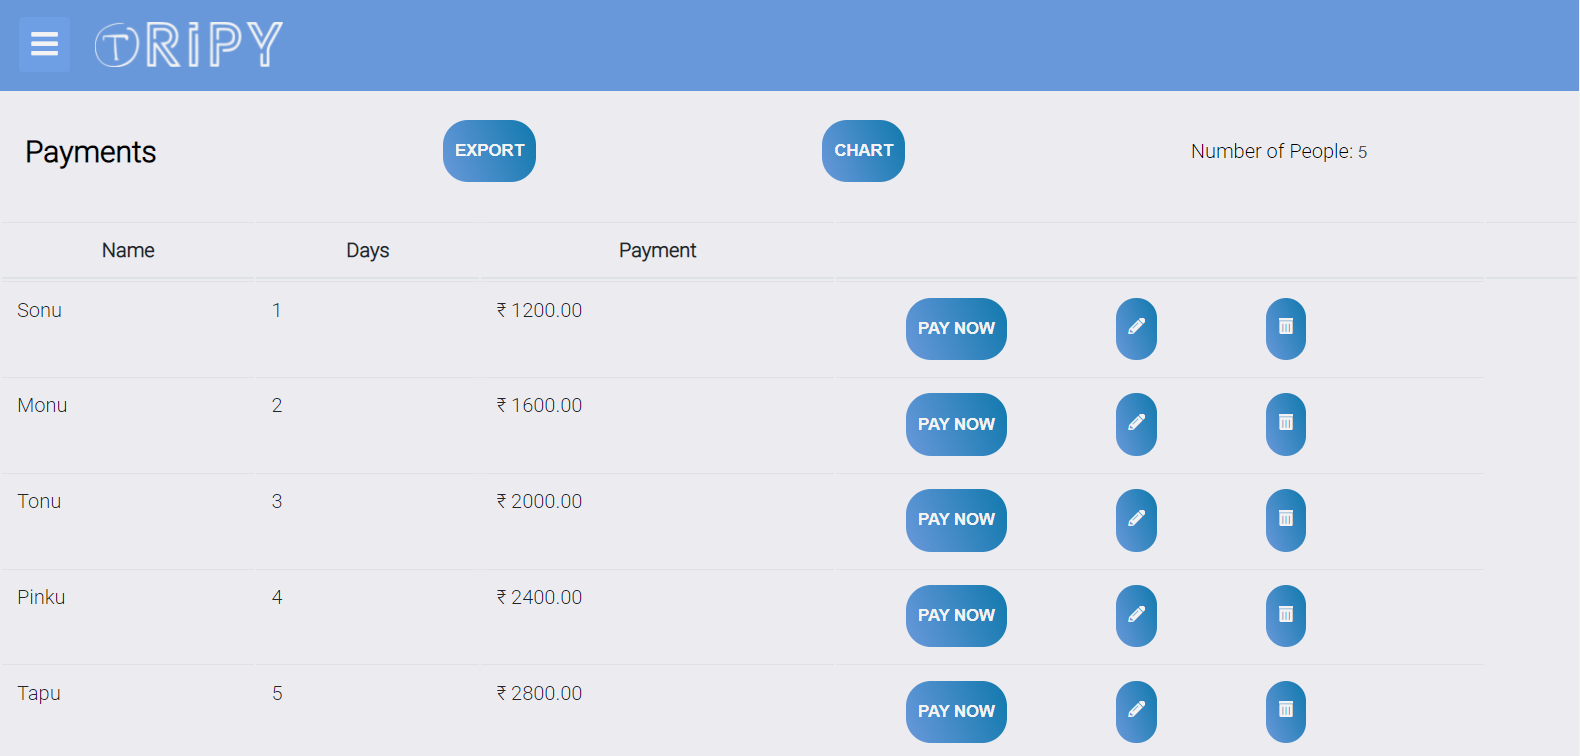 TRiPY
Payments EXPORT CHART Number of People: 5
Name Days Payment
Sonu 1 ₹ 1200.00 PAY NOW
Monu 2 ₹ 1600.00 PAY NOW
Tonu 3 ₹ 2000.00 PAY NOW
Pinku 4 ₹ 2400.00 PAY NOW
Tapu 5 ₹ 2800.00 PAY NOW